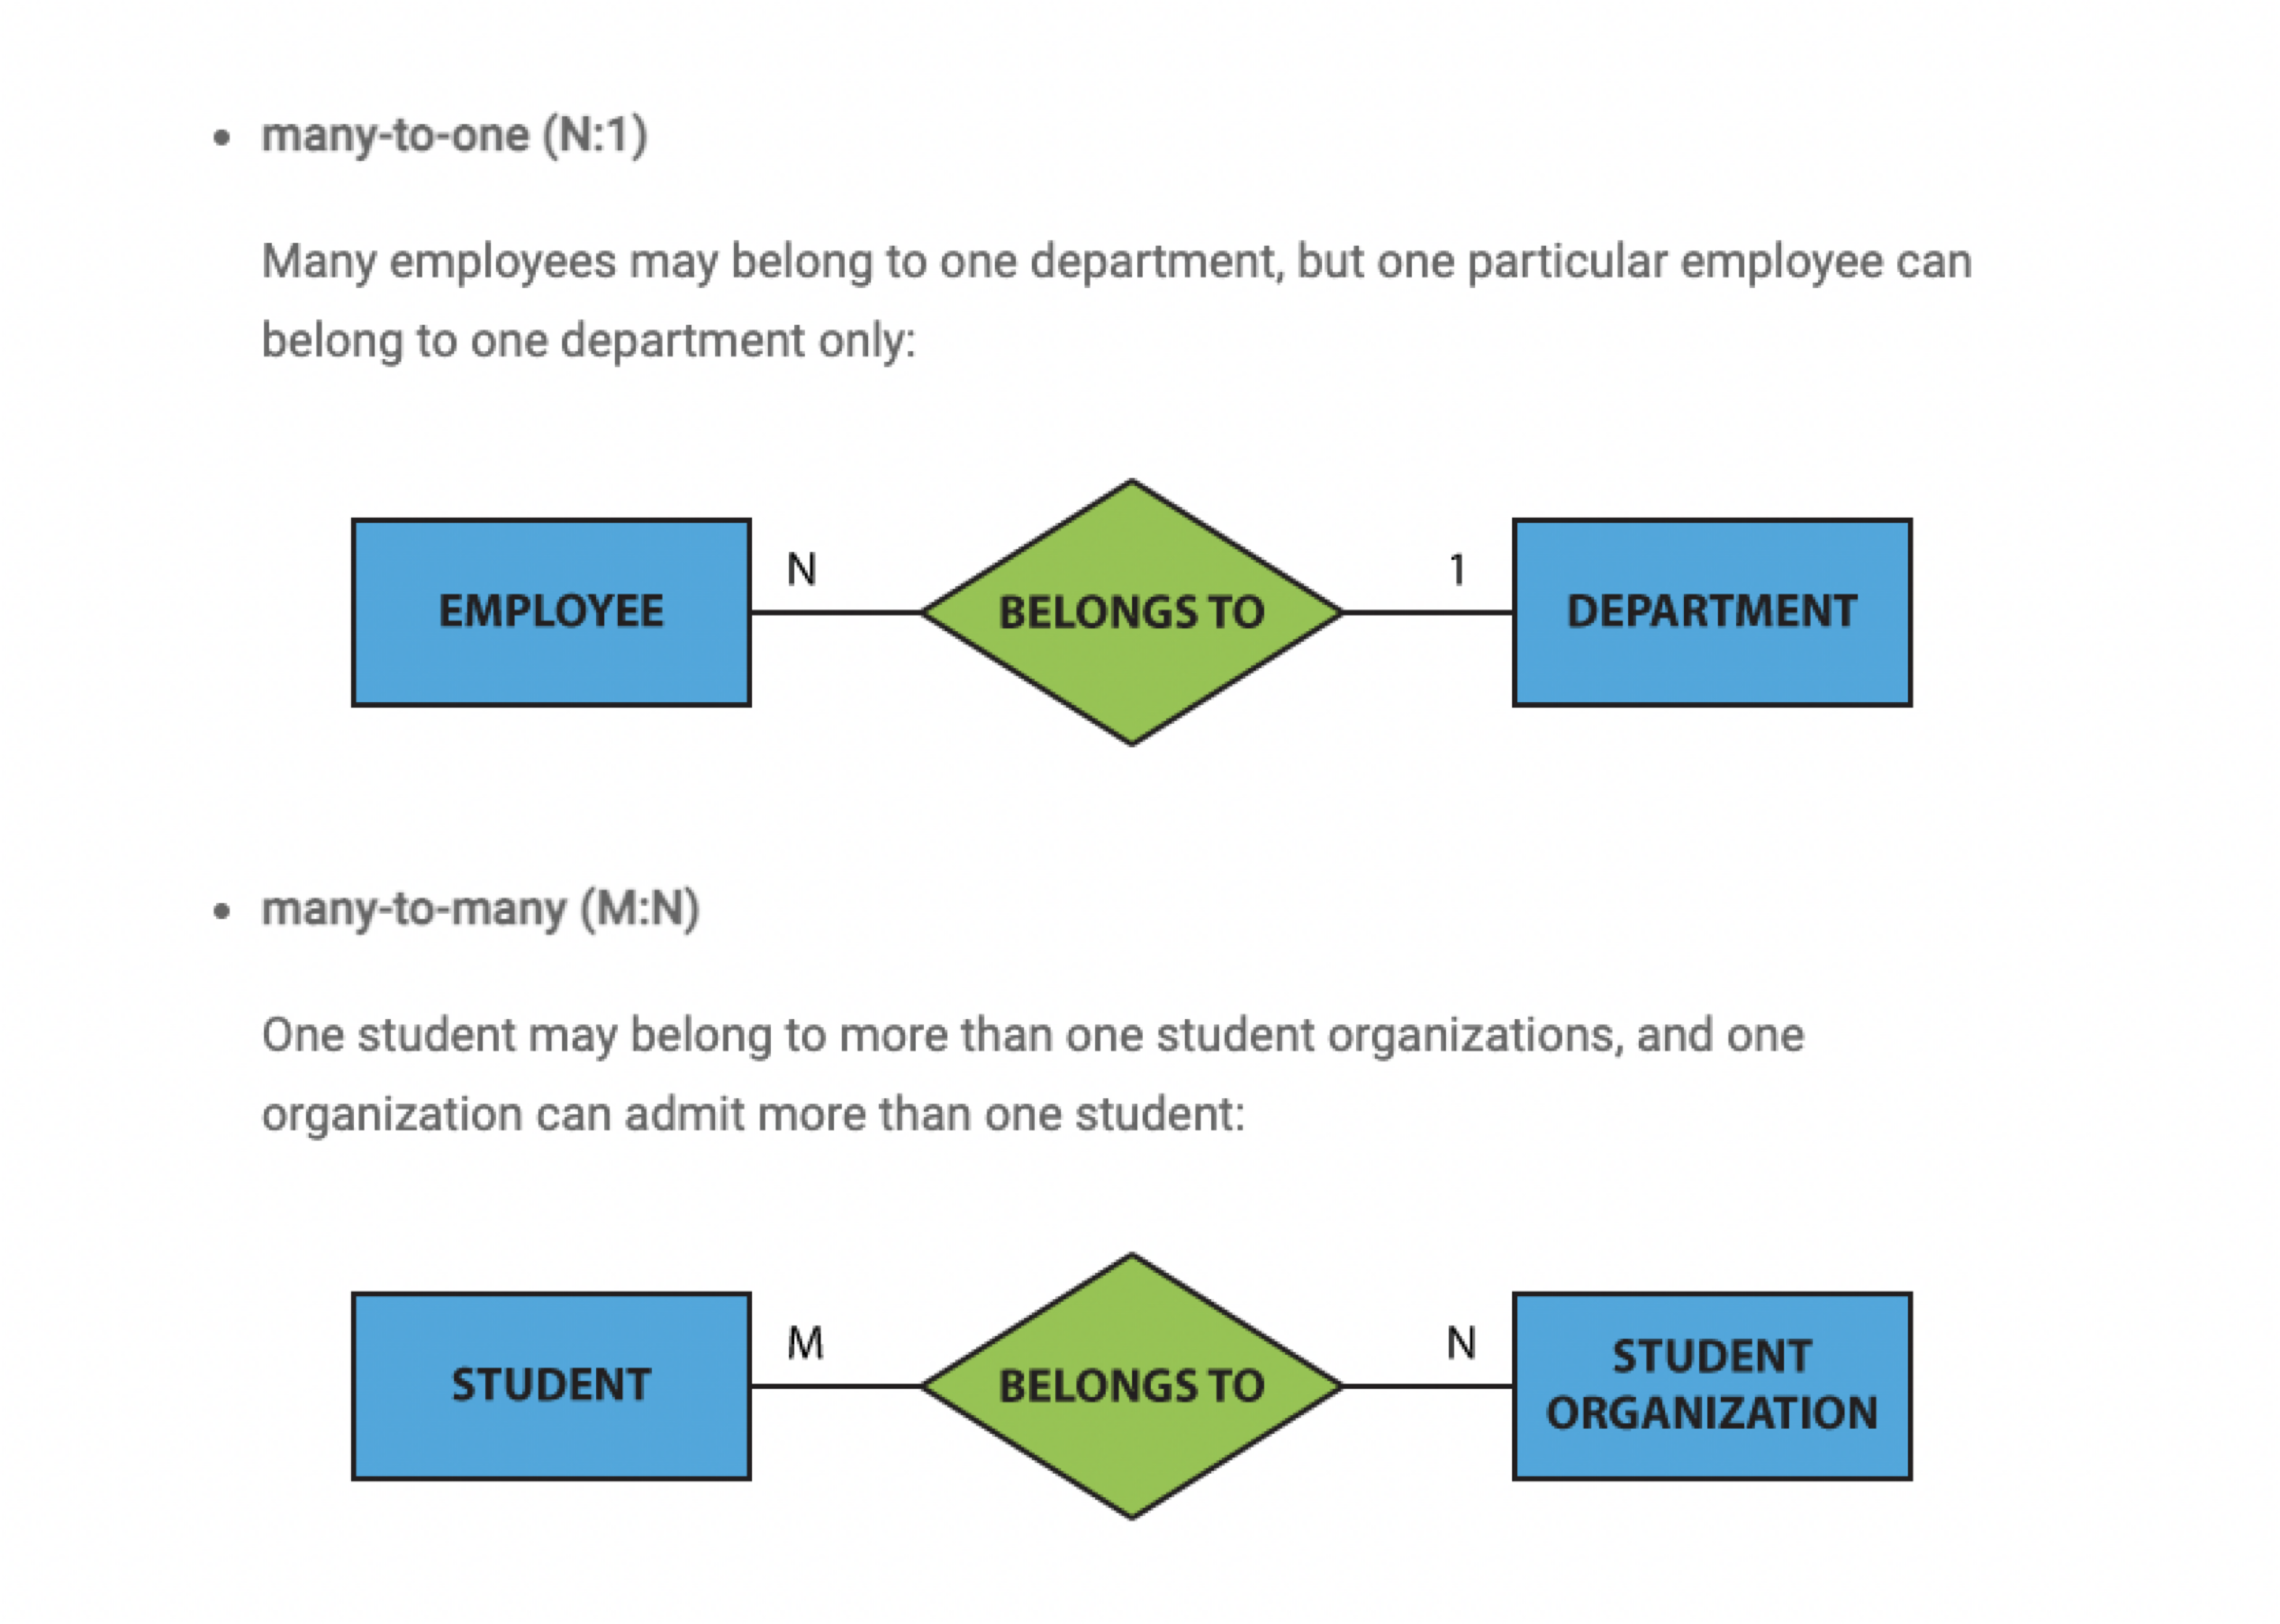 • many-to-one (N:1)
Many employees may belong to one department, but one particular employee can
belong to one department only:
EMPLOYEE
N
BELONGS TO
1
DEPARTMENT
• many-to-many (M:N)
One student may belong to more than one student organizations, and one
organization can admit more than one student:
STUDENT
M
BELONGS TO
N
STUDENT
ORGANIZATION